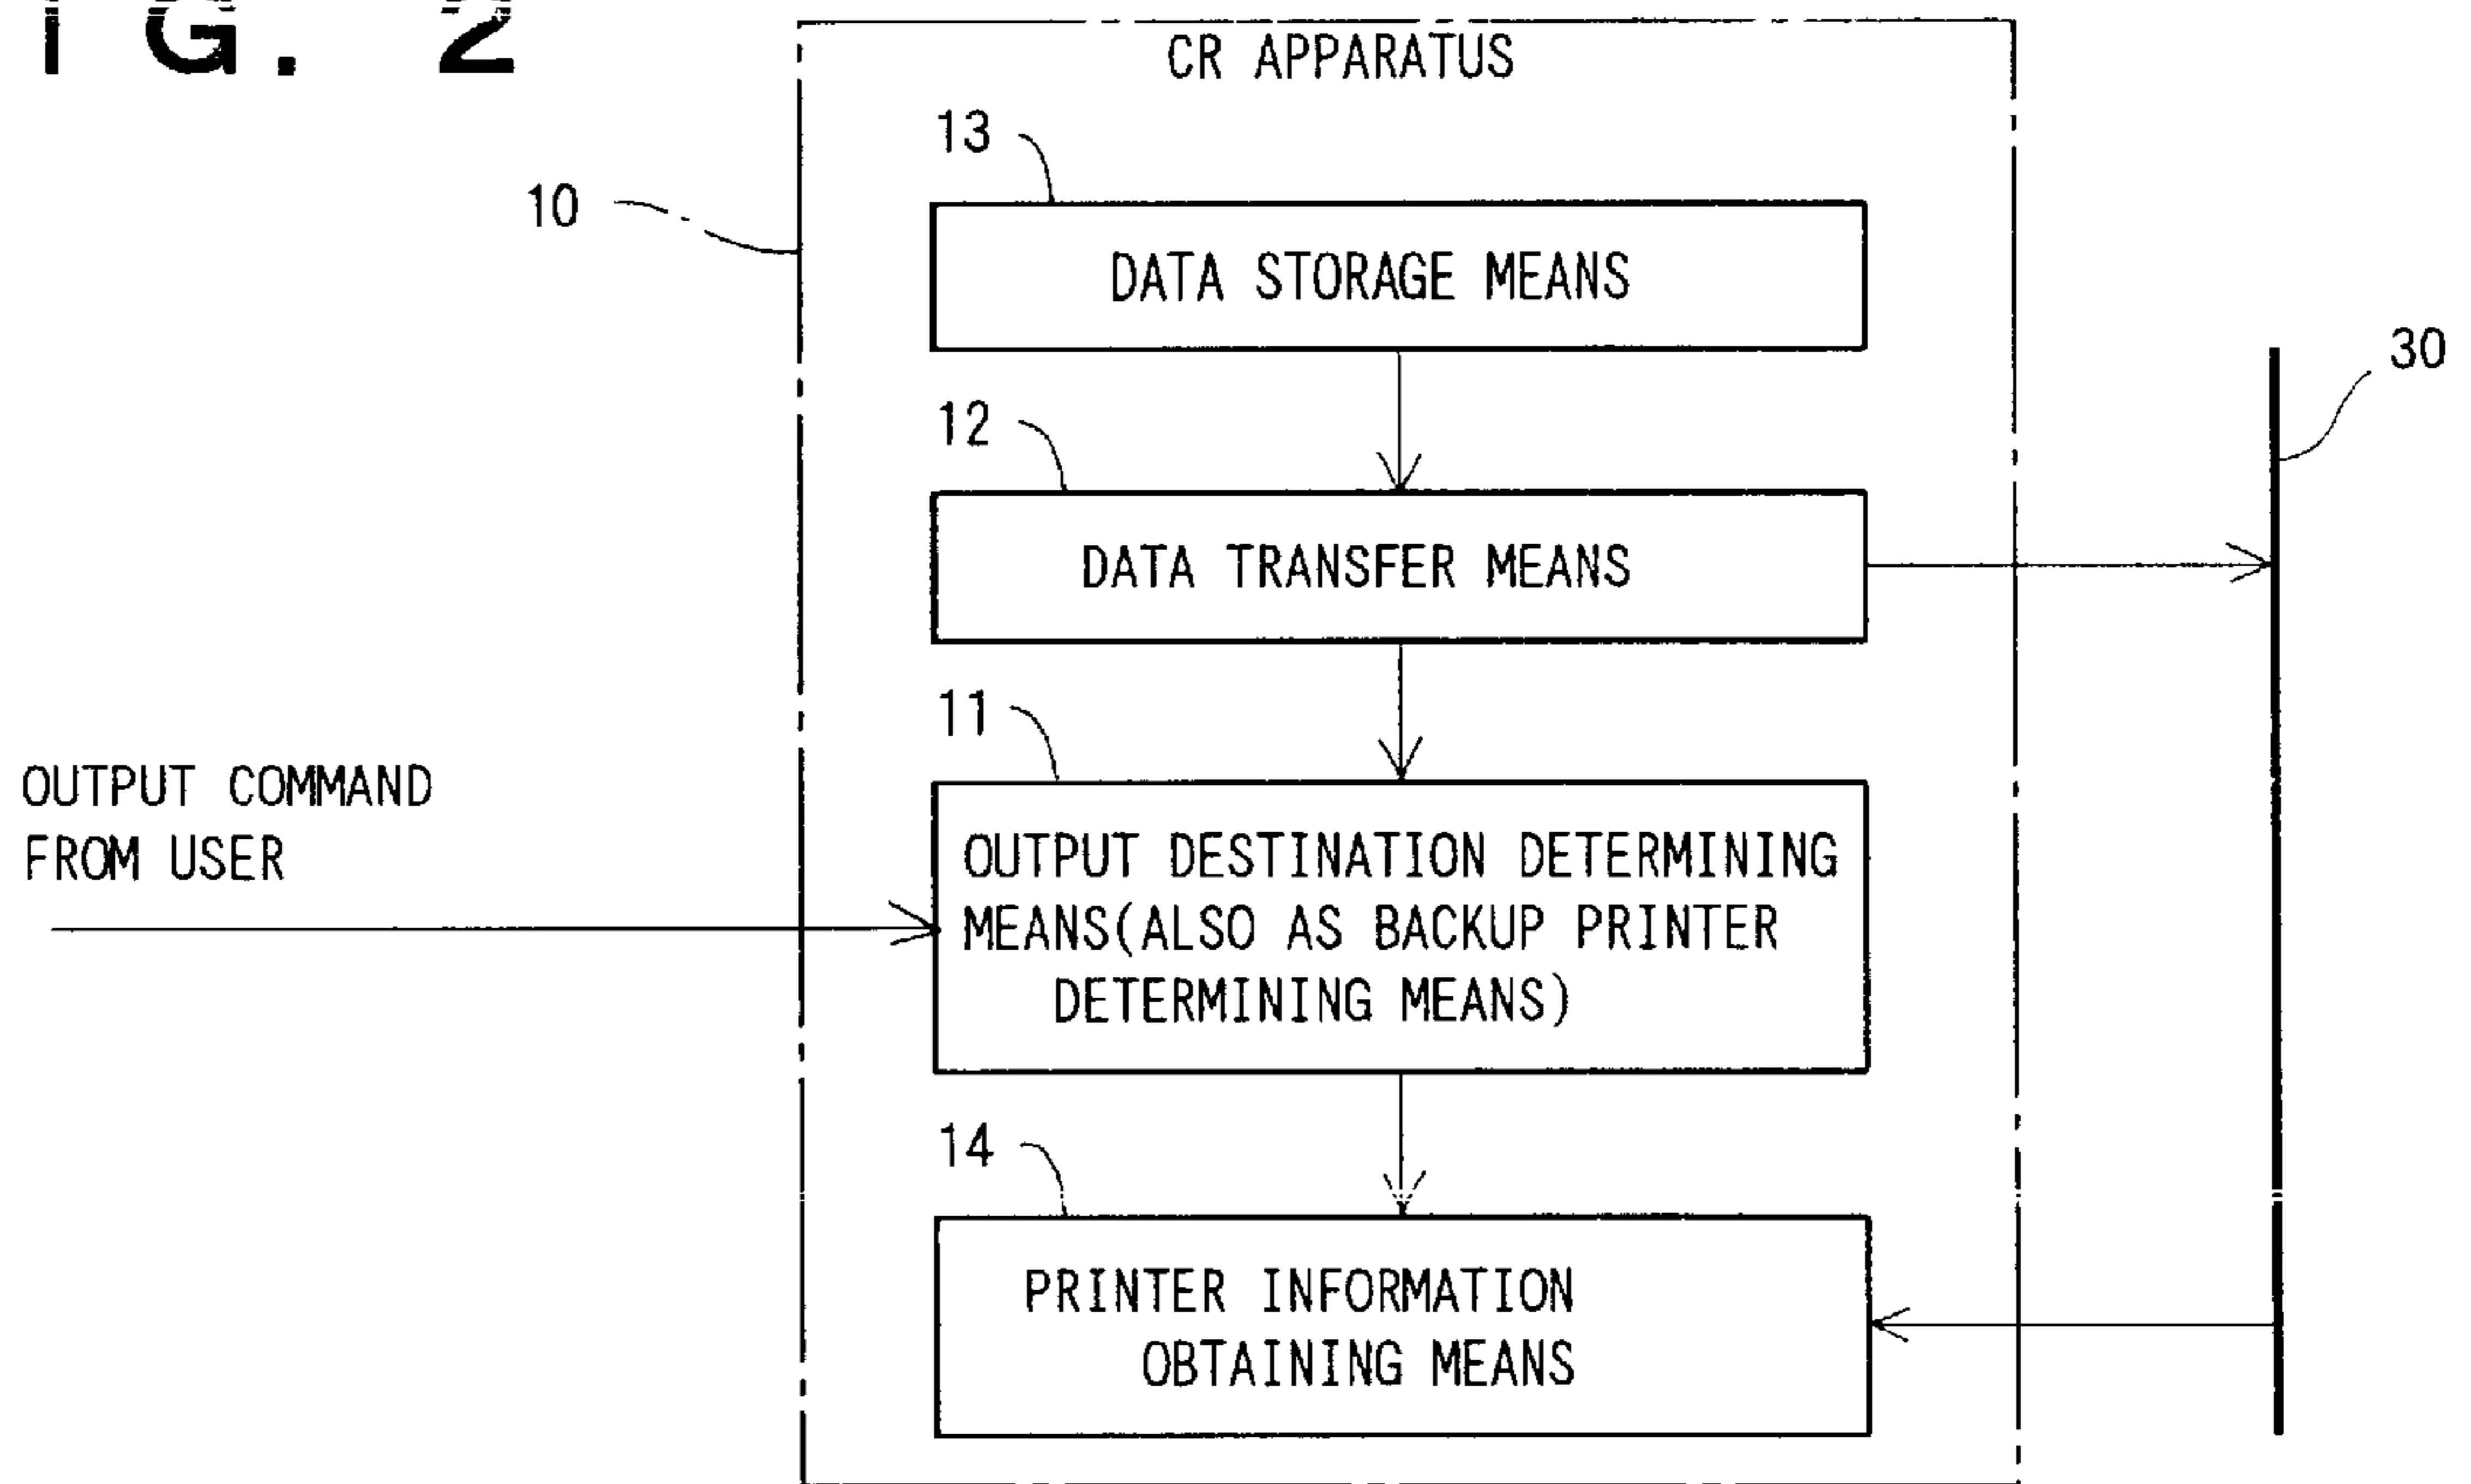 IG. 2
CR APPARATUS
13
10
DATA STORAGE MEANS
30
12
DATA TRANSFER MEANS
11
OUTPUT COMMAND
FROM USER
OUTPUT DESTINATION DETERMINING
MEANS(ALSO AS BACKUP PRINTER
DETERMINING MEANS)
14
PRINTER INFORMATION
OBTAINING MEANS